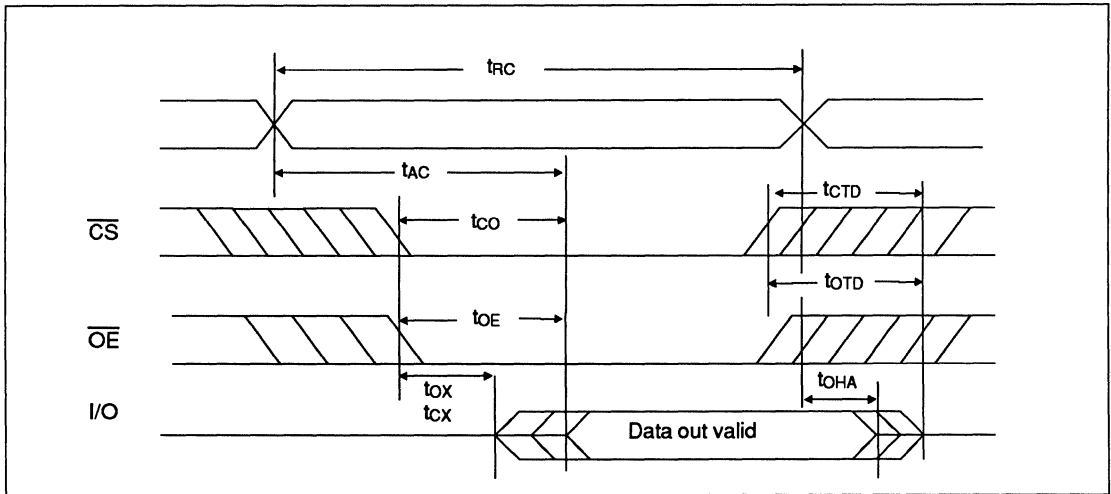 tRC
tAC
tCTD
CS
tCO
tOTD
OE
tOE
tOX
tCX
tOHA
I/O
Data out valid